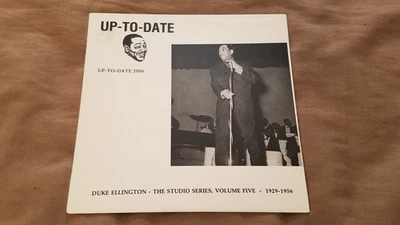 UP-TO-DATE
UP-TO-DATE 2006
DUKE ELLINGTON - THE STUDIO SERIES, VOLUME FIVE - 1929-1956